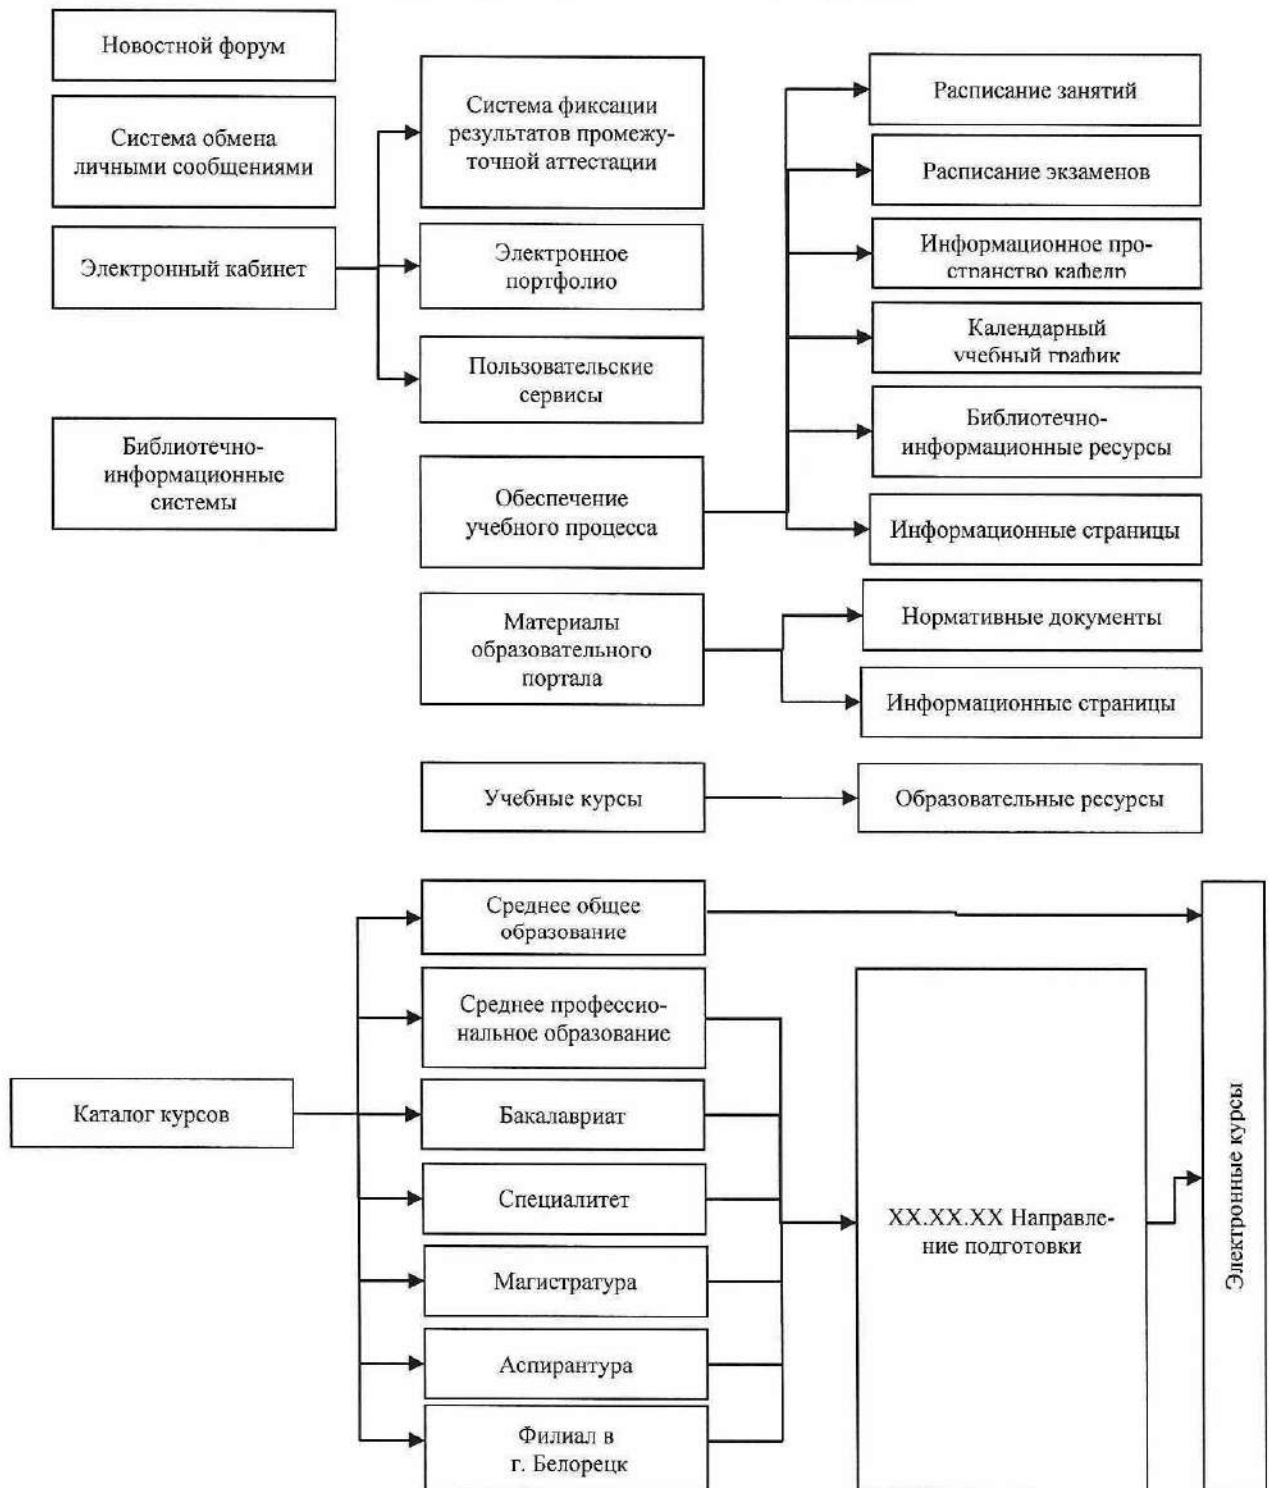 Новостной форум
Система обмена
личными сообщениями
Электронный кабинет
Библиотечно-
информационные
системы
Система фиксации
результатов промежу-
точной аттестации
Электронное
портфолио
Пользовательские
сервисы
Обеспечение
учебного процесса
Материалы
образовательного
портала
Учебные курсы
Расписание занятий
Расписание экзаменов
Информационное про-
странство кафедр
Календарный
учебный график
Библиотечно-
информационные ресурсы
Информационные страницы
Нормативные документы
Информационные страницы
Образовательные ресурсы
Каталог курсов
Среднее общее
образование
Среднее профессио-
нальное образование
Бакалавриат
Специалитет
Магистратура
Аспирантура
Филиал в
г. Белорецк
XX.XX.XX Направле-
ние подготовки
Электронные курсы